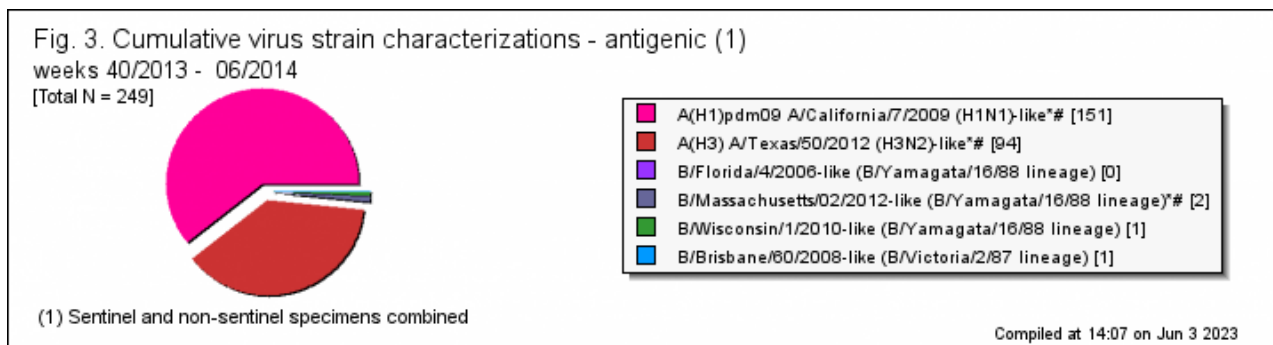 Fig. 3. Cumulative virus strain characterizations - antigenic (1)
weeks 40/2013 - 06/2014
[Total N = 249]
A(H1)pdm09 A/California/7/2009 (H1N1)-like*# [151]
A(H3) A/Texas/50/2012 (H3N2)-like*# [94]
B/Florida/4/2006-like (B/Yamagata/16/88 lineage) [0]
B/Massachusetts/02/2012-like (B/Yamagata/16/88 lineage)*# [2]
B/Wisconsin/1/2010-like (B/Yamagata/16/88 lineage) [1]
B/Brisbane/60/2008-like (B/Victoria/2/87 lineage) [1]
(1) Sentinel and non-sentinel specimens combined
Compiled at 14:07 on Jun 3 2023